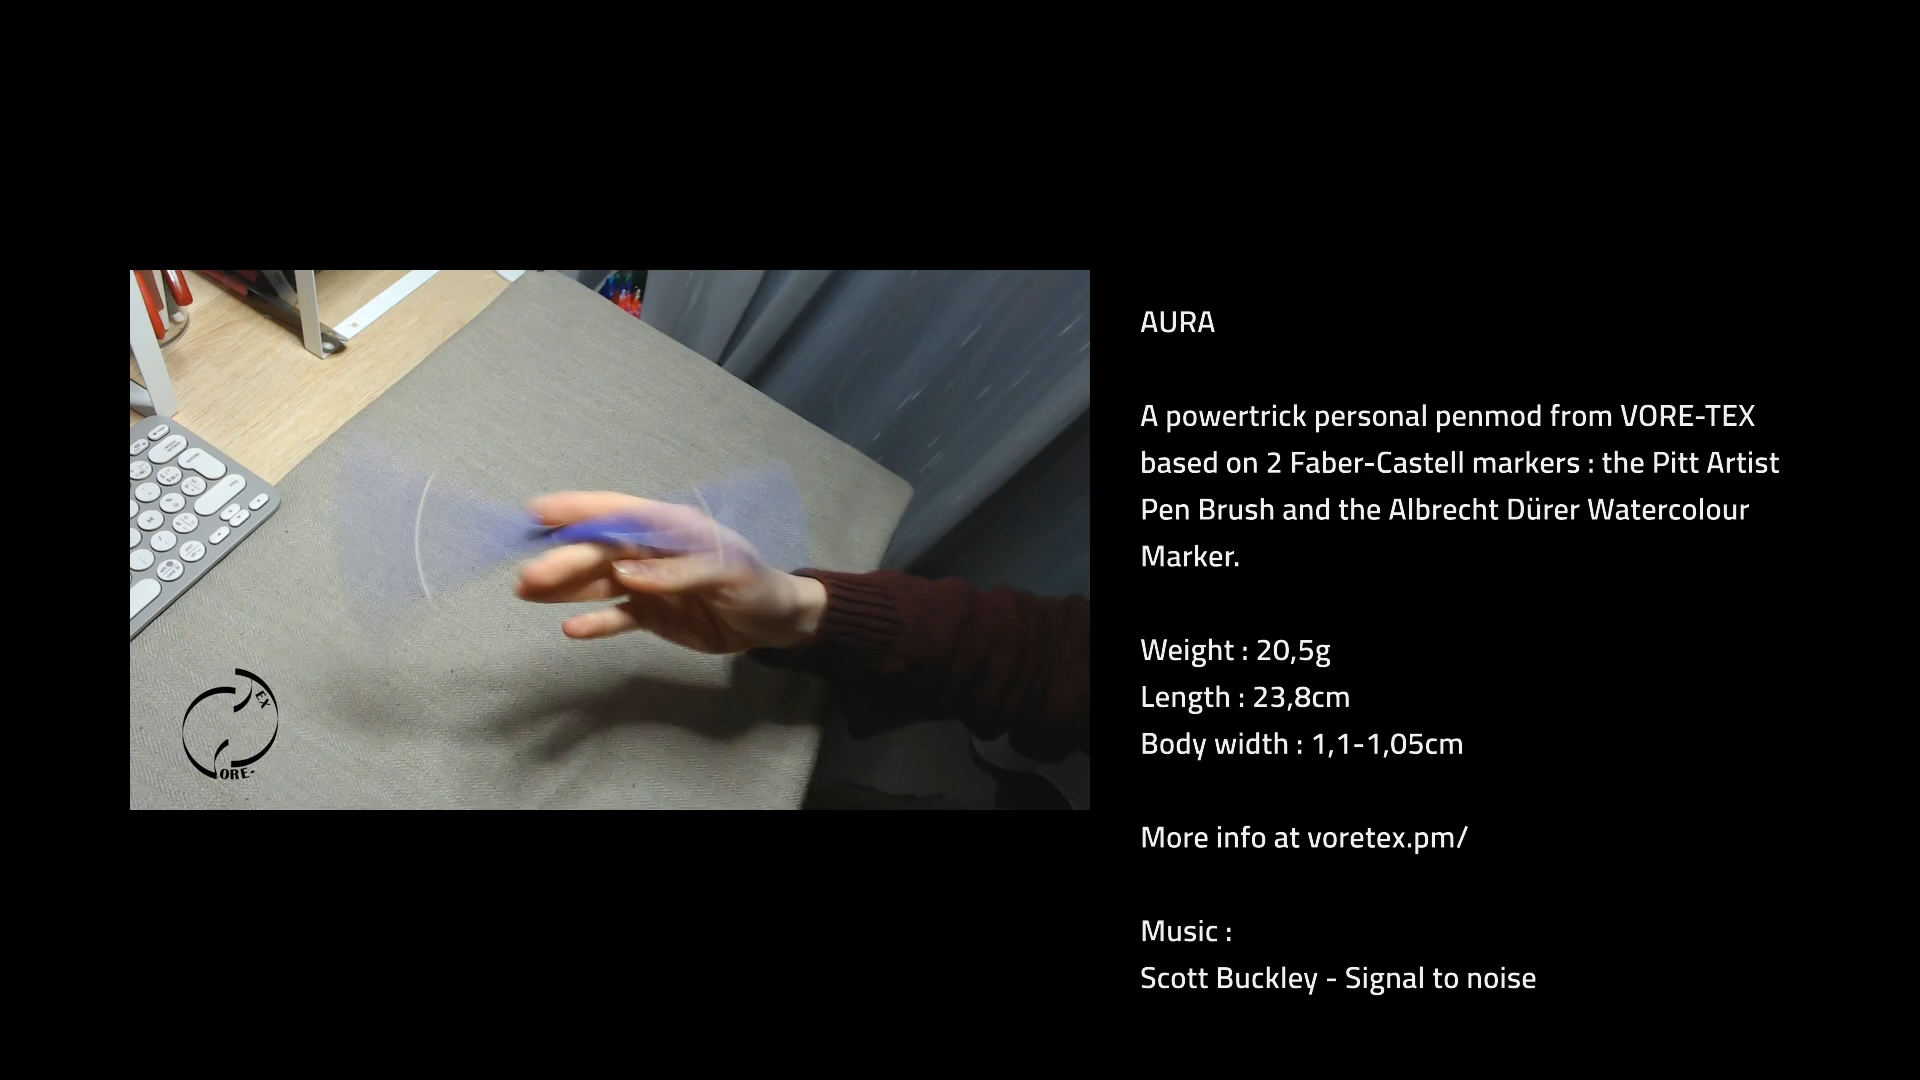 AURA
A powertrick personal penmod from VORE-TEX
based on 2 Faber-Castell markers : the Pitt Artist
Pen Brush and the Albrecht Dürer Watercolour
Marker.
Weight : 20,5g
Length : 23,8cm
Body width : 1,1-1,05cm
More info at voretex.pm/
Music :
Scott Buckley - Signal to noise
EX
ORE-